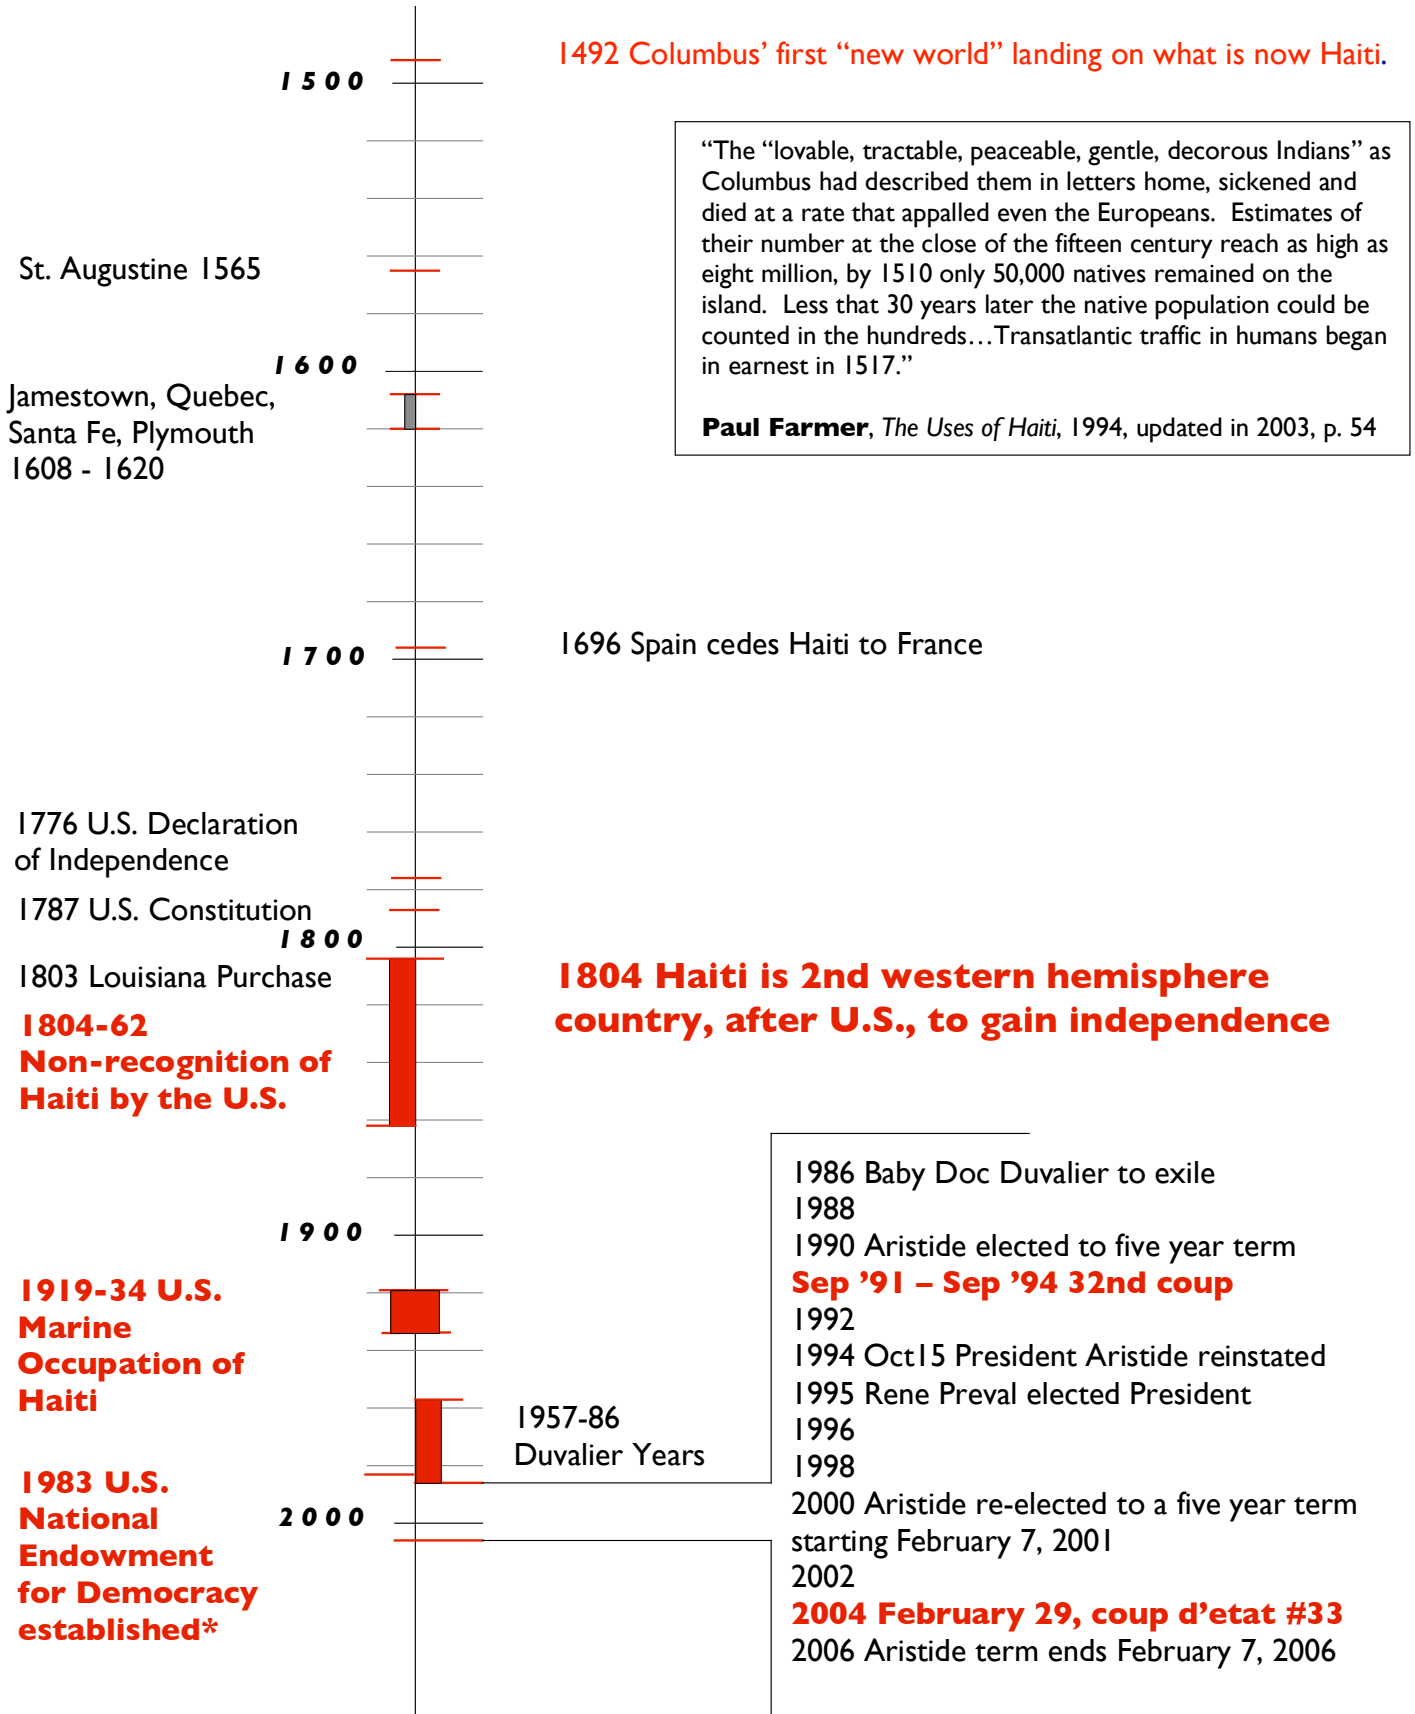 1492 Columbus’ first “new world” landing on what is now Haiti.
1500
“The “lovable, tractable, peaceable, gentle, decorous Indians” as
Columbus had described them in letters home, sickened and
died at a rate that appalled even the Europeans.  Estimates of
their number at the close of the fifteen century reach as high as
eight million, by 1510 only 50,000 natives remained on the
island.  Less that 30 years later the native population could be
counted in the hundreds…Transatlantic traffic in humans began
in earnest in 1517.”
Paul Farmer, The Uses of Haiti, 1994, updated in 2003, p. 54
St. Augustine 1565
1600
Jamestown, Quebec,
Santa Fe, Plymouth
1608 - 1620
1696 Spain cedes Haiti to France
1700
1776 U.S. Declaration
of Independence
1787 U.S. Constitution
1800
1803 Louisiana Purchase
1804 Haiti is 2nd western hemisphere
country, after U.S., to gain independence
1804-62
Non-recognition of
Haiti by the U.S.
1900
1919-34 U.S.
Marine
Occupation of
Haiti
1957-86
Duvalier Years
1983 U.S.
National
Endowment
for Democracy
established*
2000
1986 Baby Doc Duvalier to exile
1988
1990 Aristide elected to five year term
Sep ’91 – Sep ’94 32nd coup
1992
1994 Oct15 President Aristide reinstated
1995 Rene Preval elected President
1996
1998
2000 Aristide re-elected to a five year term
starting February 7, 2001
2002
2004 February 29, coup d’etat #33
2006 Aristide term ends February 7, 2006